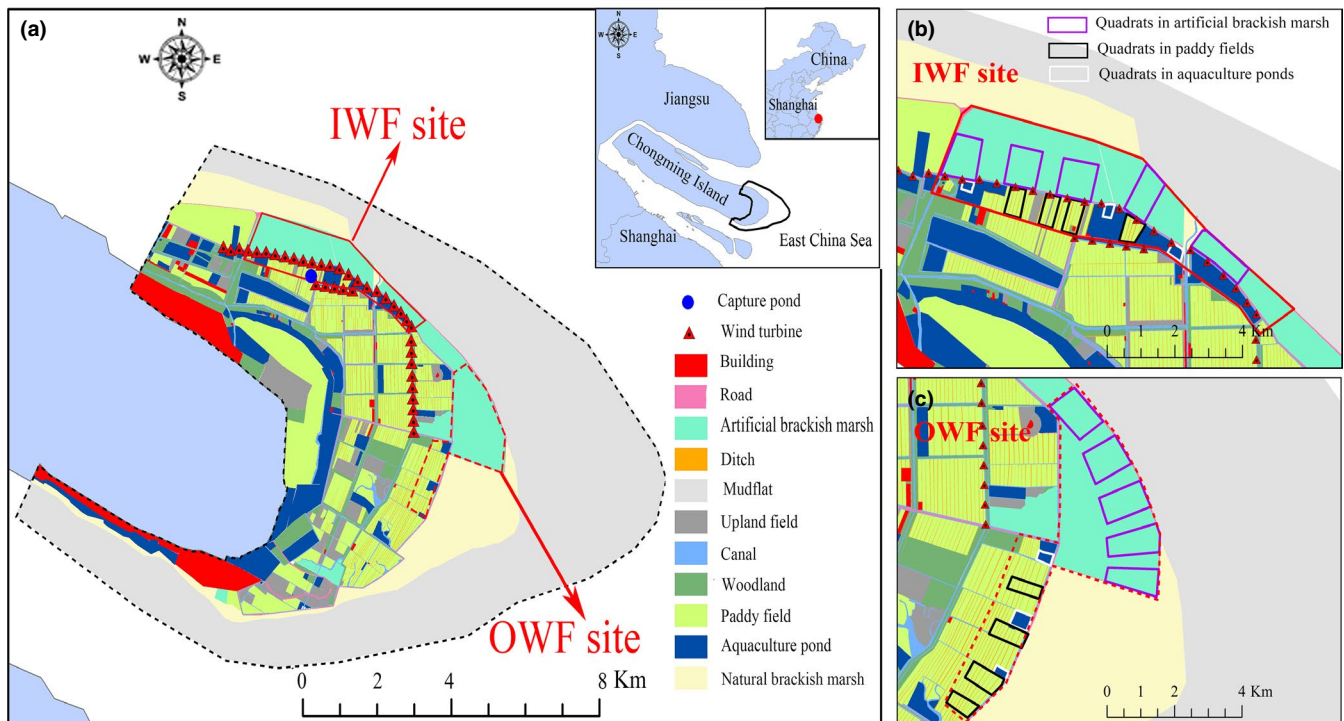 (a)
N
W
E
S
IWF site
OWF site
0 2 4 8 Km
N
W
E
S
Jiangsu
Chongming Island
Shanghai
East China Sea
China
Shanghai
Capture pond
Wind turbine
Building
Road
Artificial brackish marsh
Ditch
Mudflat
Upland field
Canal
Woodland
Paddy field
Aquaculture pond
Natural brackish marsh
(b)
IWF site
Quadrats in artificial brackish marsh
Quadrats in paddy fields
Quadrats in aquaculture ponds
0 2 4 Km
(c)
OWF site
0 2 4 Km